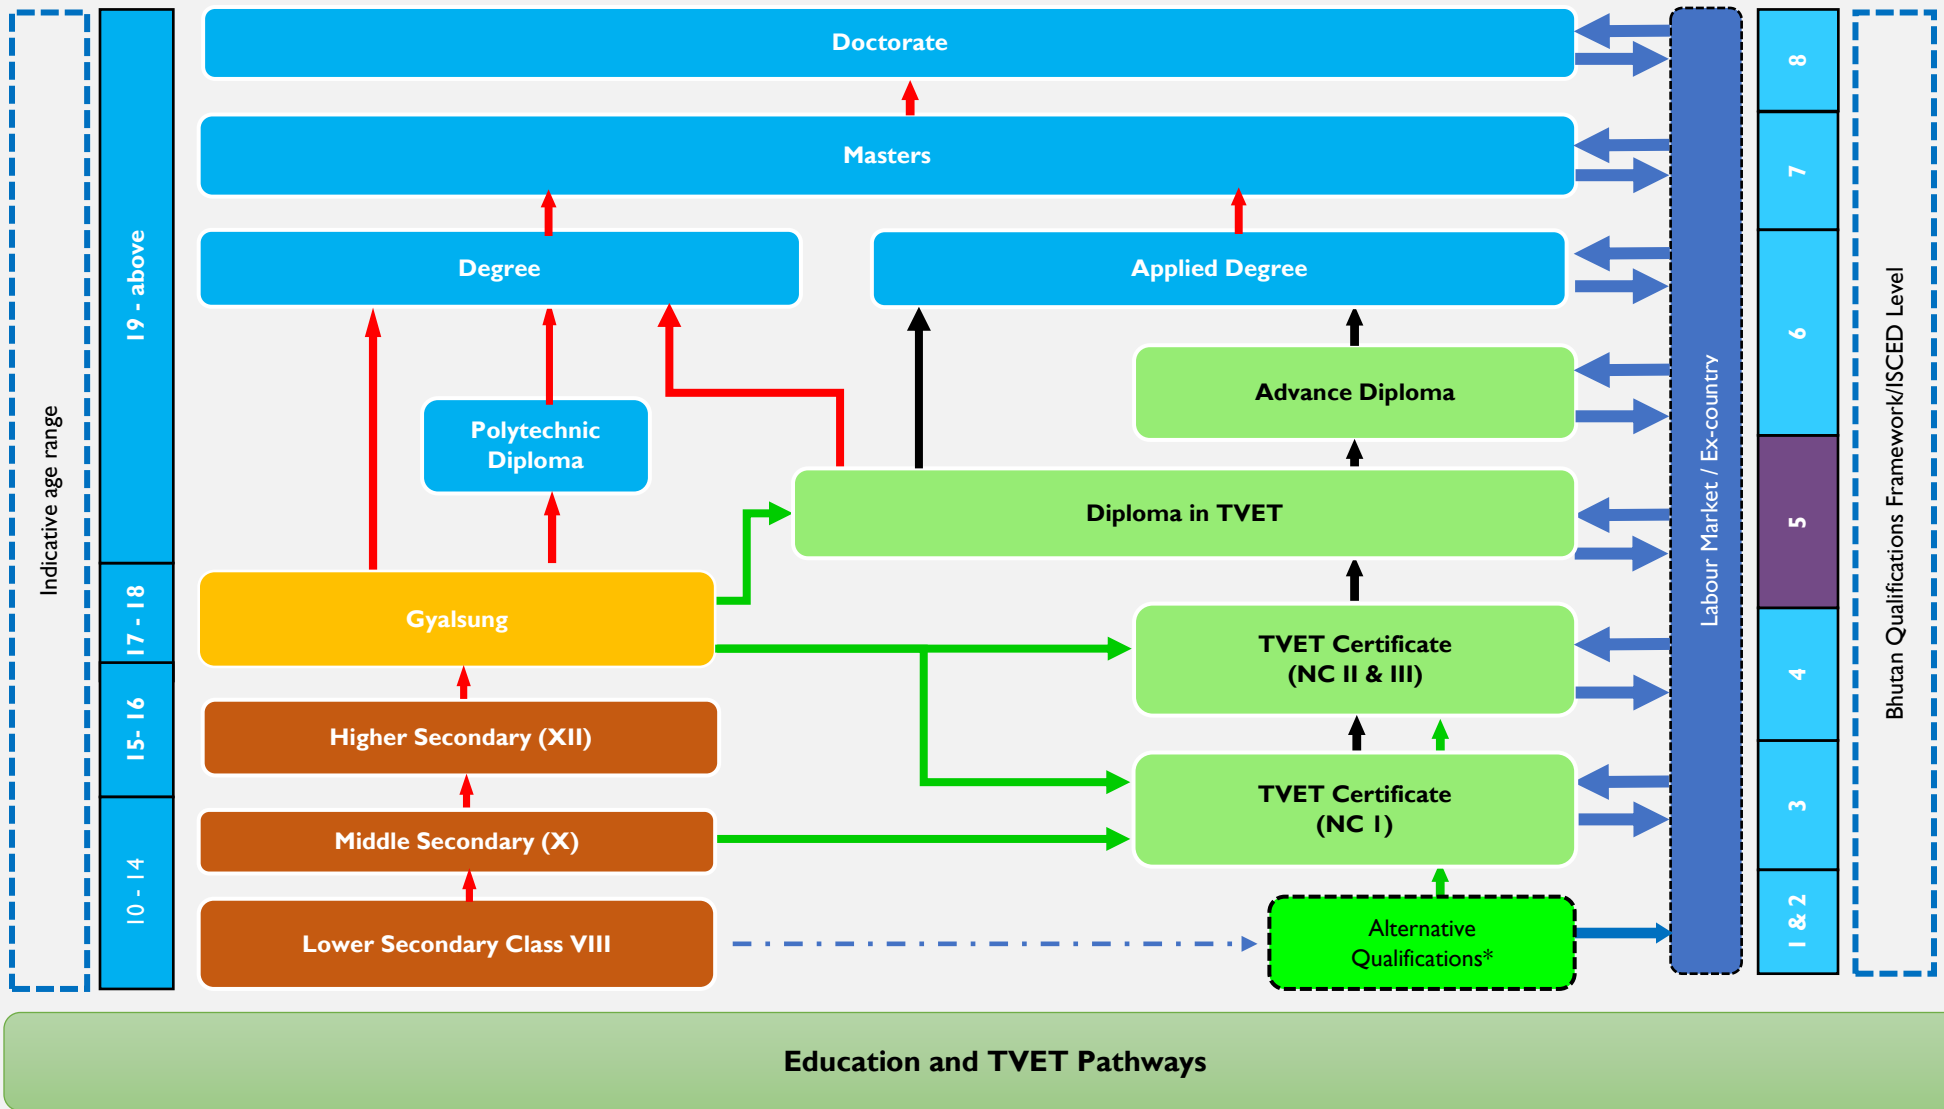 Doctorate
8
Masters
7
19 - above
Degree
Applied Degree
6
Indicative age range
Labour Market / Ex-country
Bhutan Qualifications Framework/ISCED Level
Advance Diploma
Polytechnic
Diploma
Diploma in TVET
5
17 - 18
Gyalsung
TVET Certificate
(NC II & III)
4
15- 16
Higher Secondary (XII)
TVET Certificate
(NC 1)
3
Middle Secondary (X)
10 - 14
Lower Secondary Class VIII
Alternative
Qualifications*
1 & 2
Education and TVET Pathways